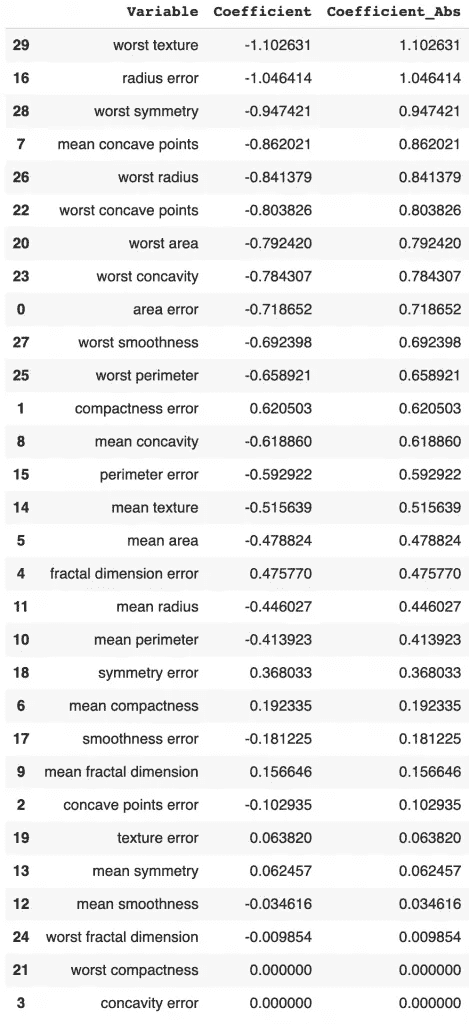 Variable Coefficient Coefficient_Abs
29 worst texture -1.102631 1.102631
16 radius error -1.046414 1.046414
28 worst symmetry -0.947421 0.947421
7 mean concave points -0.862021 0.862021
26 worst radius -0.841379 0.841379
22 worst concave points -0.803826 0.803826
20 worst area -0.792420 0.792420
23 worst concavity -0.784307 0.784307
0 area error -0.718652 0.718652
27 worst smoothness -0.692398 0.692398
25 worst perimeter -0.658921 0.658921
1 compactness error 0.620503 0.620503
8 mean concavity -0.618860 0.618860
15 perimeter error -0.592922 0.592922
14 mean texture -0.515639 0.515639
5 mean area -0.478824 0.478824
4 fractal dimension error 0.475770 0.475770
11 mean radius -0.446027 0.446027
10 mean perimeter -0.413923 0.413923
18 symmetry error 0.368033 0.368033
6 mean compactness 0.192335 0.192335
17 smoothness error -0.181225 0.181225
9 mean fractal dimension 0.156646 0.156646
2 concave points error -0.102935 0.102935
19 texture error 0.063820 0.063820
13 mean symmetry 0.062457 0.062457
12 mean smoothness -0.034616 0.034616
24 worst fractal dimension -0.009854 0.009854
21 worst compactness 0.000000 0.000000
3 concavity error 0.000000 0.000000